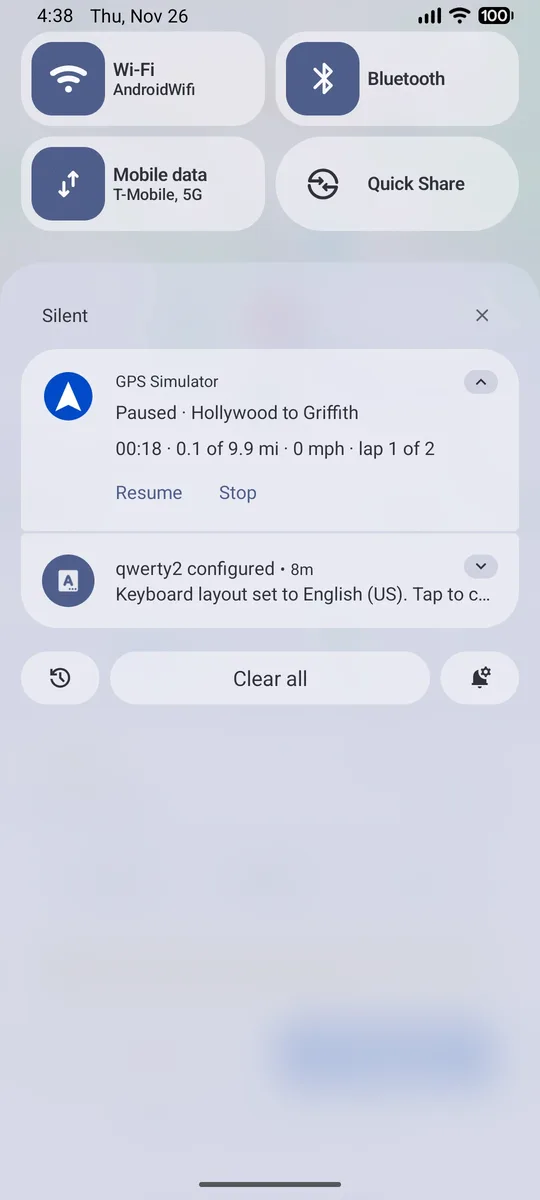 4:38 Thu, Nov 26
100
Wi-Fi
AndroidWifi
Bluetooth
Mobile data
T-Mobile, 5G
Quick Share
Silent
GPS Simulator
Paused · Hollywood to Griffith
00:18 · 0.1 of 9.9 mi · 0 mph · lap 1 of 2
Resume Stop
A
qwerty2 configured • 8m
Keyboard layout set to English (US). Tap to c…
Clear all